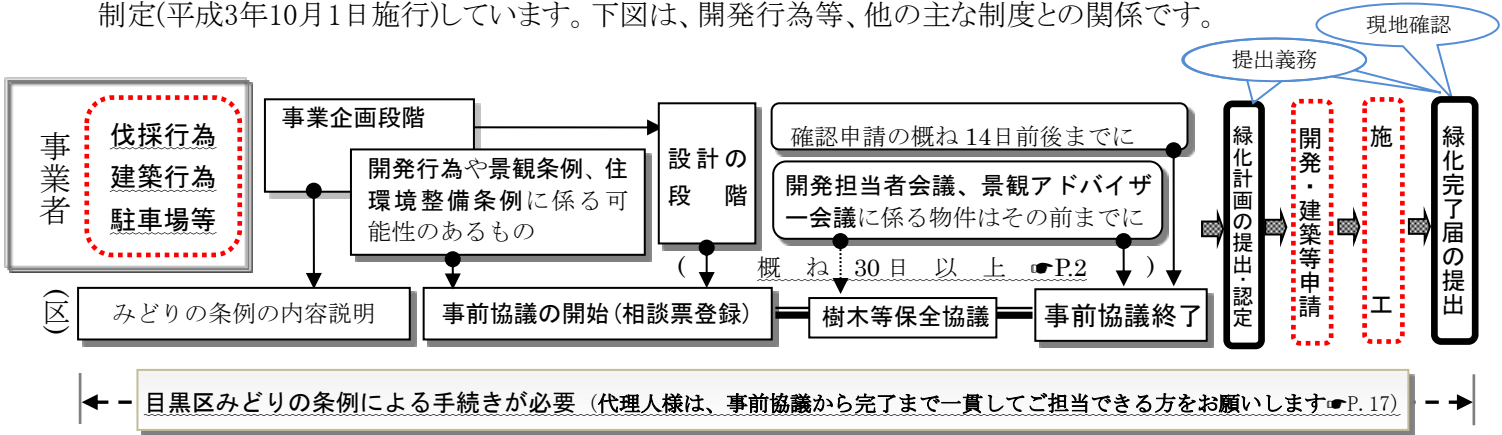 制定(平成3年10月1日施行)しています。下図は、開発行為等、他の主な制度との関係です。
現地確認
提出義務
事業者
伐採行為
建築行為
駐車場等
事業企画段階
開発行為や景観条例、住
環境整備条例に係る可
能性のあるもの
設計の
段階
確認申請の概ね14日前後までに
開発担当者会議、景観アドバイザ
ー会議に係る物件はその前までに
(概ね30日以上☛P.2)
緑化計画の提出・認定
開発・建築等申請
施工
緑化完了届の提出
(区)
みどりの条例の内容説明
事前協議の開始(相談票登録)
樹木等保全協議
事前協議終了
目黒区みどりの条例による手続きが必要(代理人様は、事前協議から完了まで一貫してご担当できる方をお願いします☛P.17)